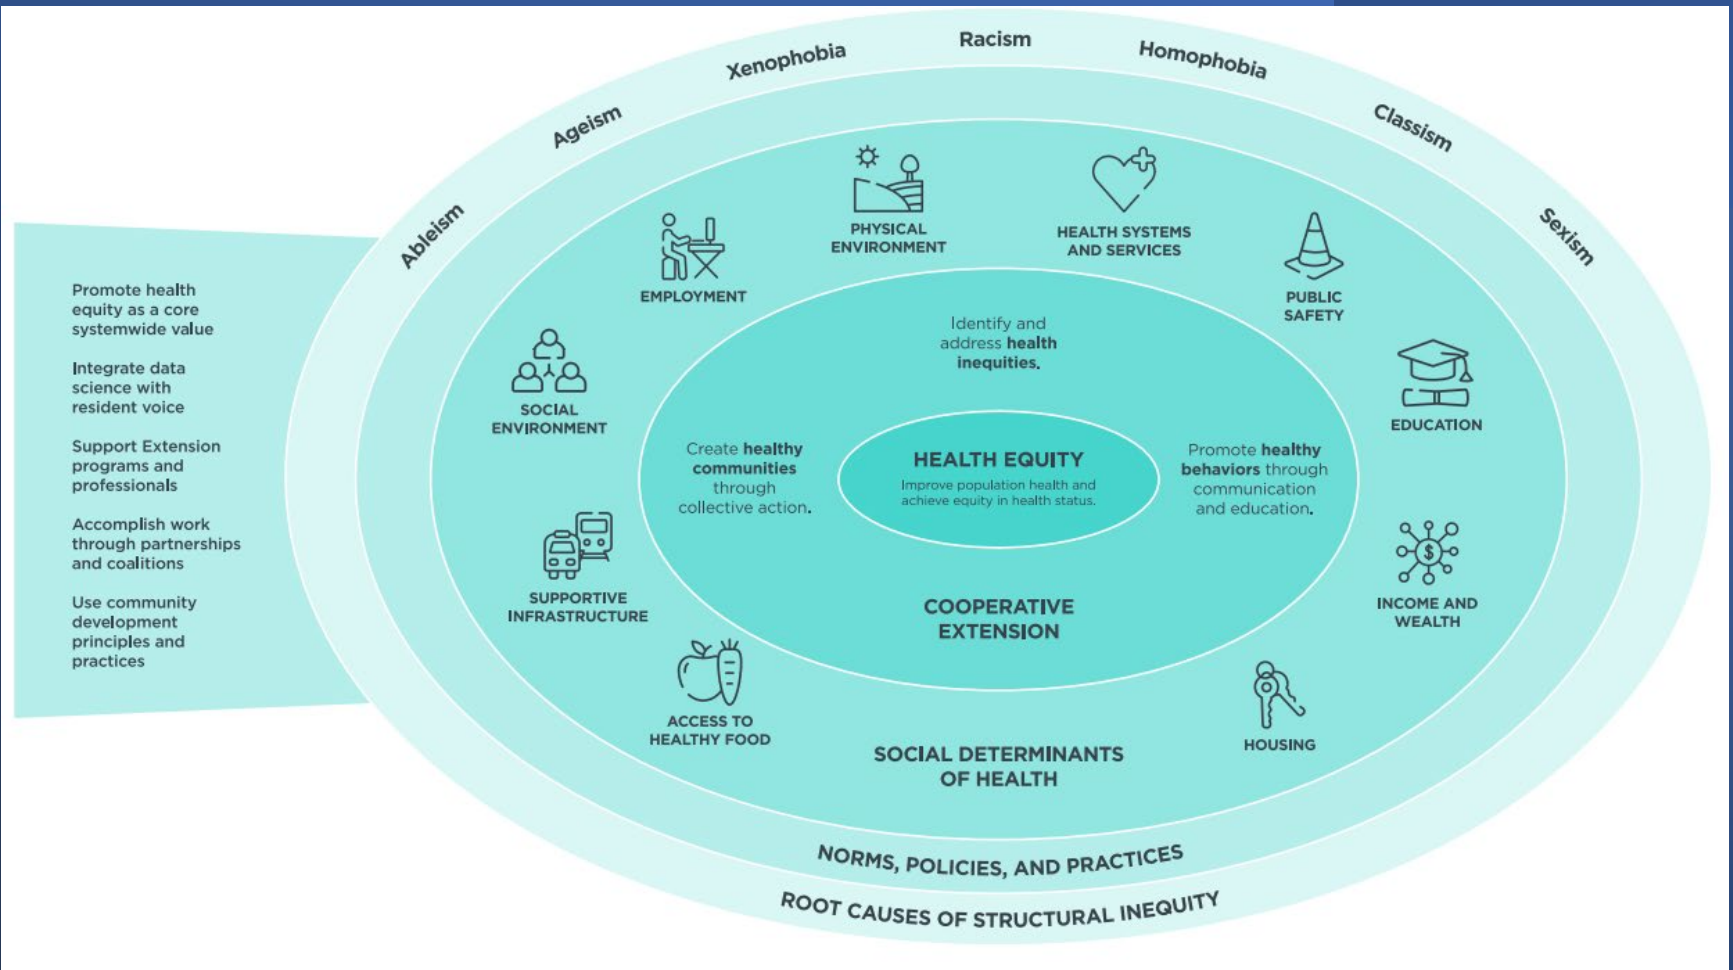 Racism
Xenophobia
Homophobia
Ageism
Classism
Ableism
Sexism
Promote health
equity as a core
systemwide value
Integrate data
science with
resident voice
Support Extension
programs and
professionals
Accomplish work
through partnerships
and coalitions
Use community
development
principles and
practices
PHYSICAL
ENVIRONMENT
HEALTH SYSTEMS
AND SERVICES
EMPLOYMENT
PUBLIC
SAFETY
SOCIAL
ENVIRONMENT
EDUCATION
SUPPORTIVE
INFRASTRUCTURE
INCOME AND
WEALTH
ACCESS TO
HEALTHY FOOD
HOUSING
Identify and
address health
inequities.
Create healthy
communities
through
collective action.
HEALTH EQUITY
Improve population health and
achieve equity in health status.
Promote healthy
behaviors through
communication
and education.
COOPERATIVE
EXTENSION
SOCIAL DETERMINANTS
OF HEALTH
NORMS, POLICIES, AND PRACTICES
ROOT CAUSES OF STRUCTURAL INEQUITY
$